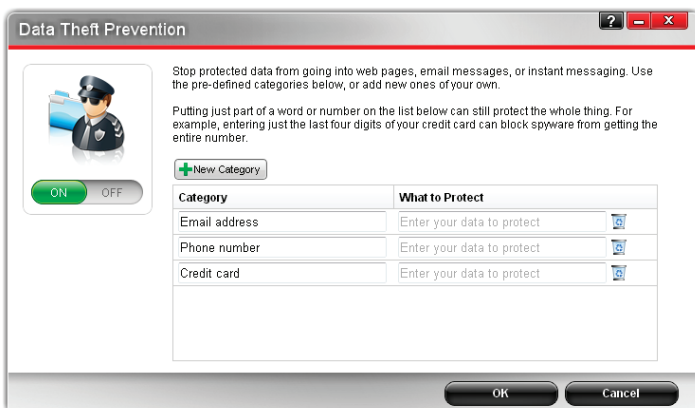 Data Theft Prevention
?
X
Stop protected data from going into web pages, email messages, or instant messaging. Use
the pre-defined categories below, or add new ones of your own.
Putting just part of a word or number on the list below can still protect the whole thing. For
example, entering just the last four digits of your credit card can block spyware from getting the
entire number.
New Category
ON OFF
Category What to Protect
Email address Enter your data to protect
Phone number Enter your data to protect
Credit card Enter your data to protect
OK Cancel